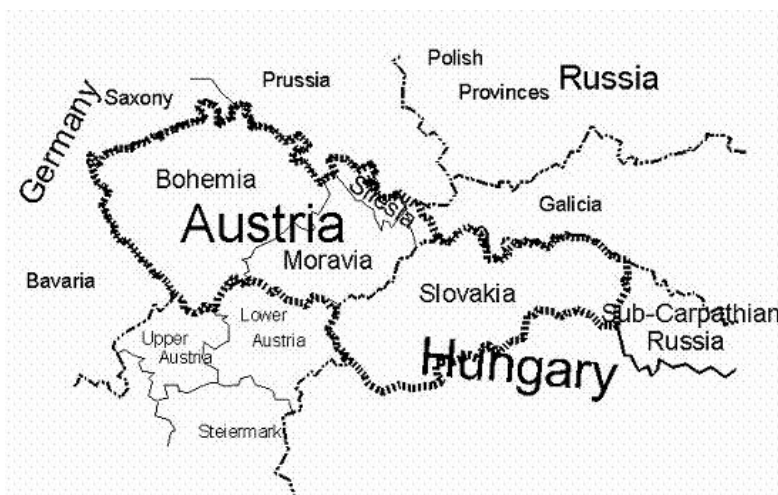 Polish
Provinces
Russia
Prussia
Saxony
Germany
Bohemia
Silesia
Austria
Moravia
Galicia
Bavaria
Slovakia
Sub-Carpathian
Russia
Upper
Austria
Lower
Austria
Hungary
Steiermark